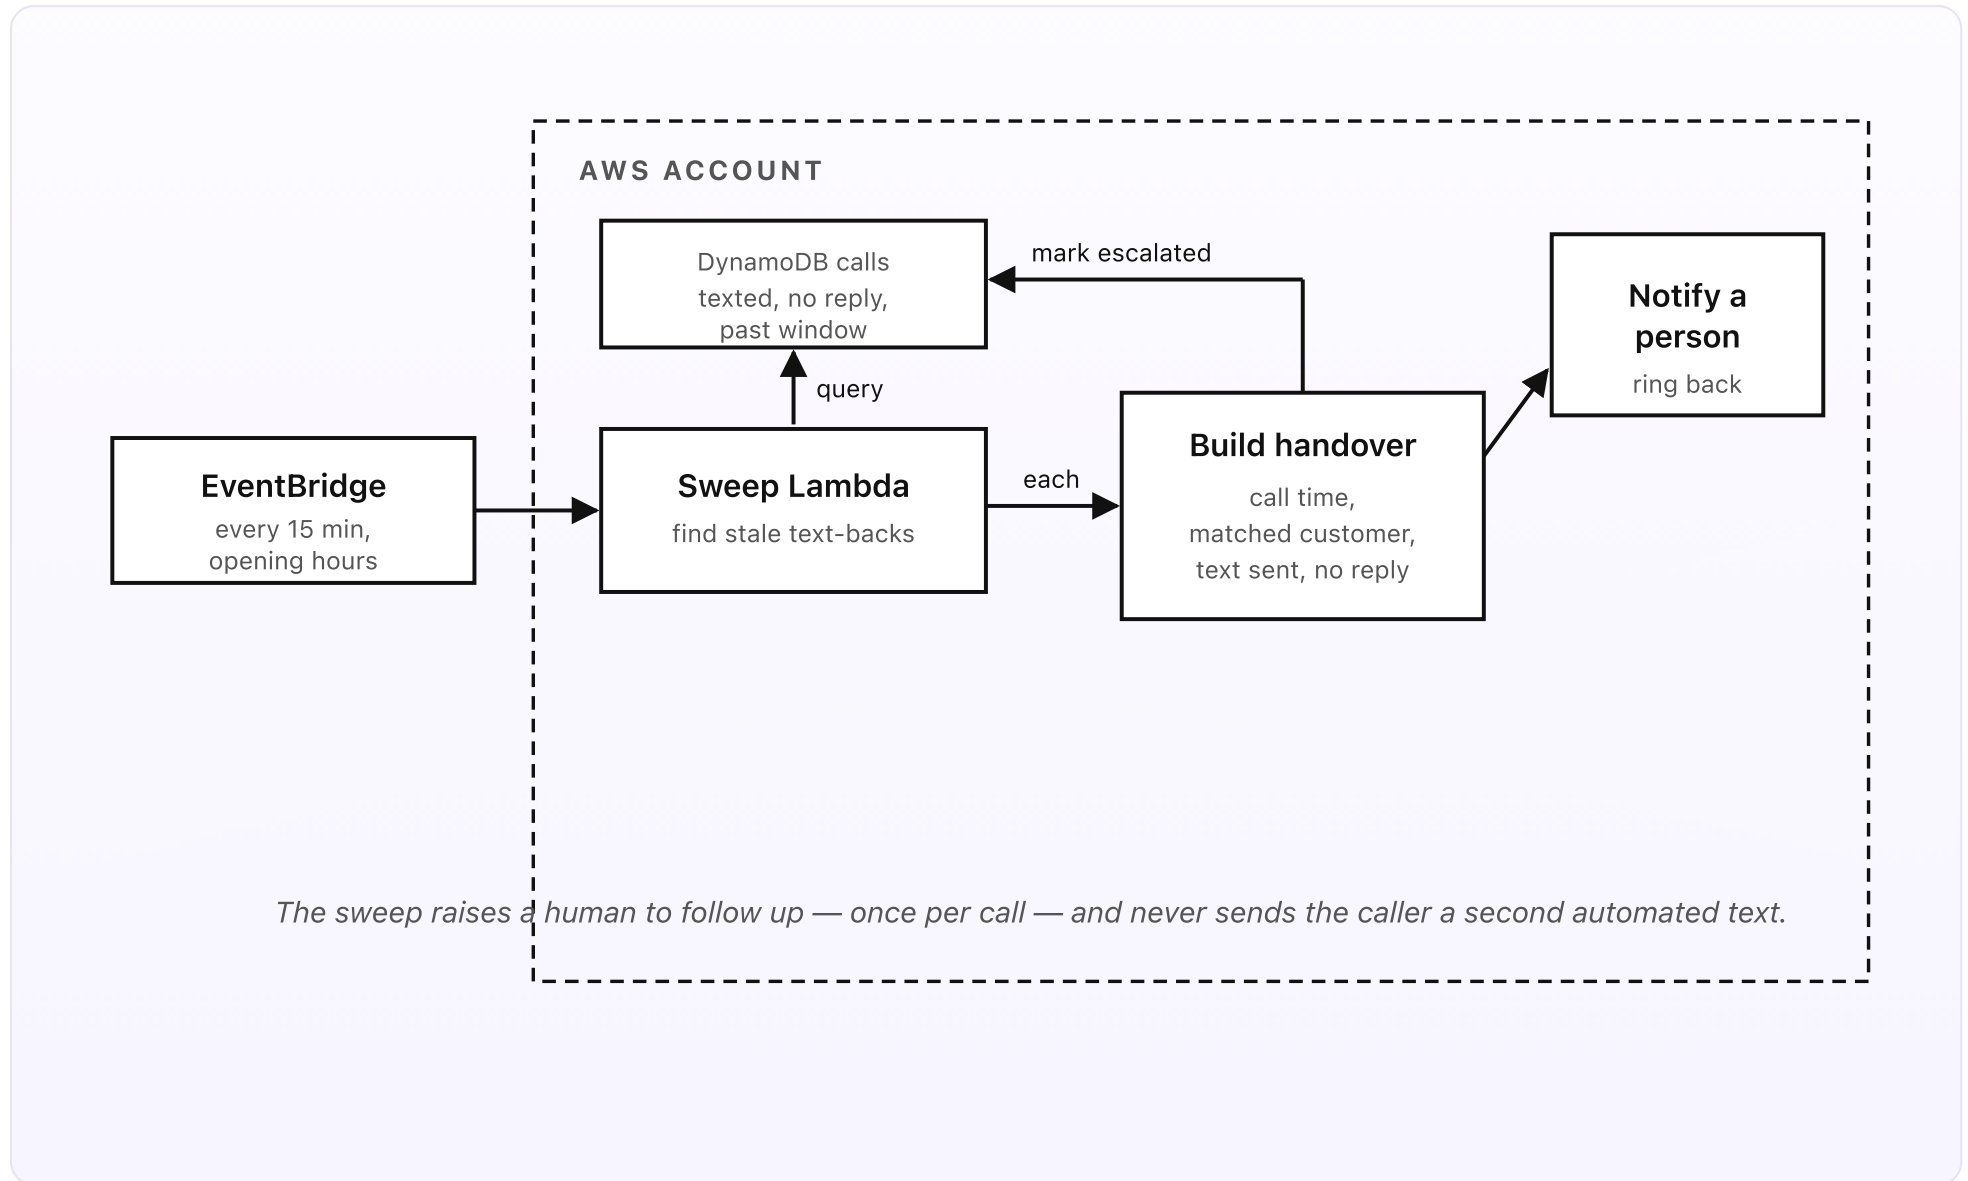 AWS ACCOUNT
DynamoDB calls
texted, no reply,
past window
mark escalated
Notify a
person
ring back
query
EventBridge
every 15 min,
opening hours
Sweep Lambda
find stale text-backs
each
Build handover
call time,
matched customer,
text sent, no reply
The sweep raises a human to follow up — once per call — and never sends the caller a second automated text.